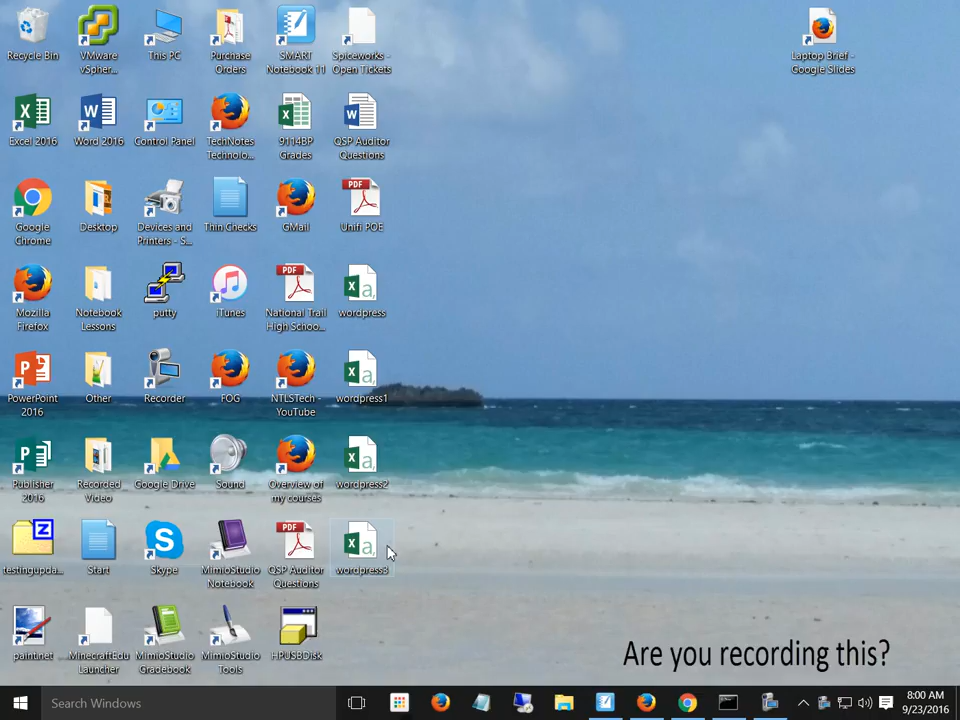 Recycle Bin
VMware vSpher...
This PC
Purchase Orders
SMART Notebook 11
Spiceworks - Open Tickets
Laptop Brief - Google Slides
Excel 2016
Word 2016
Control Panel
TechNotes Technolo...
9114BP Grades
QSP Auditor Questions
Google Chrome
Desktop
Devices and Printers - S...
Thin Checks
GMail
PDF
Unifi POE
Mozilla Firefox
Notebook Lessons
putty
iTunes
PDF
National Trail High Schoo...
wordpress
PowerPoint 2016
Other
Recorder
FOG
NTLSTech - YouTube
wordpress1
Publisher 2016
Recorded Video
Google Drive
Sound
Overview of my courses
wordpress2
testingupda...
Start
Skype
MimioStudio Notebook
PDF
QSP Auditor Questions
wordpress3
paint.net ...
MinecraftEdu Launcher
MimioStudio Gradebook
MimioStudio Tools
HPUSBDisk
Are you recording this?
Search Windows
8:00 AM
9/23/2016